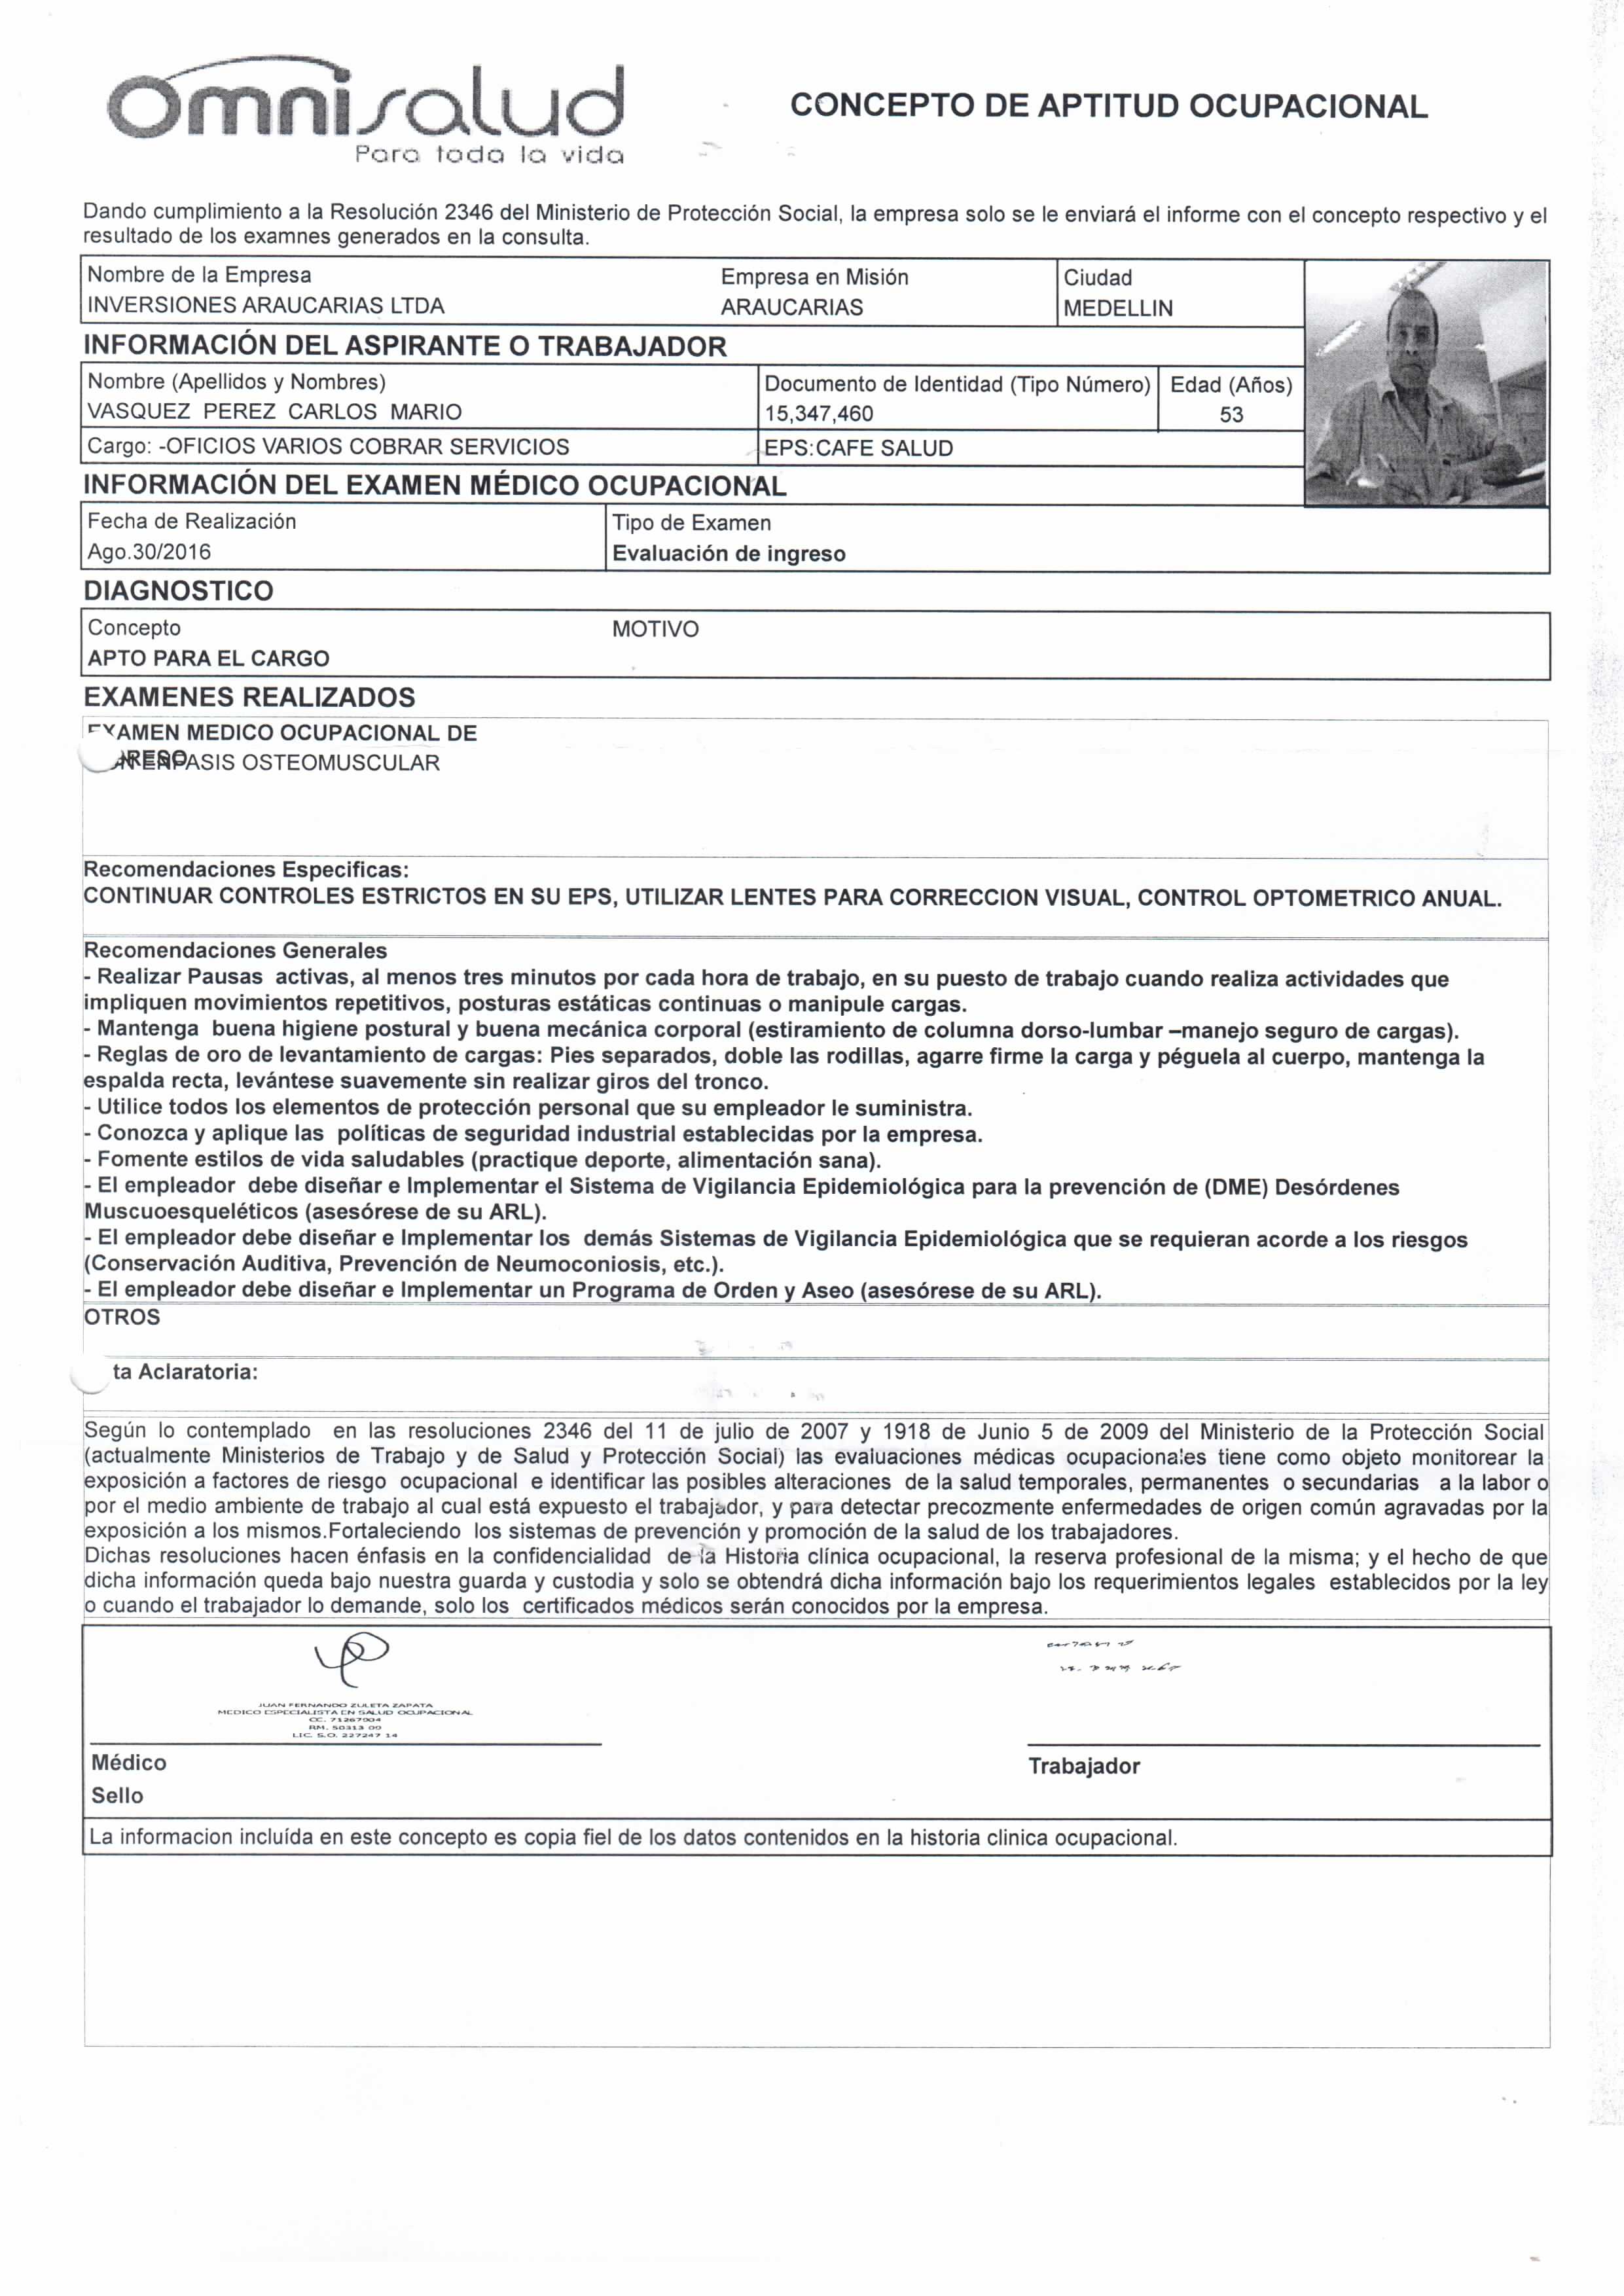 omnisalud
Para toda la vida
CONCEPTO DE APTITUD OCUPACIONAL
Dando cumplimiento a la Resolución 2346 del Ministerio de Protección Social, la empresa solo se le enviará el informe con el concepto respectivo y el
resultado de los examnes generados en la consulta.
Nombre de la Empresa Empresa en Misión Ciudad
INVERSIONES ARAUCARIAS LTDA ARAUCARIAS MEDELLIN
INFORMACIÓN DEL ASPIRANTE O TRABAJADOR
Nombre (Apellidos y Nombres) Documento de Identidad (Tipo Número) Edad (Años)
VASQUEZ PEREZ CARLOS MARIO 15,347,460 53
Cargo: -OFICIOS VARIOS COBRAR SERVICIOS EPS:CAFE SALUD
INFORMACIÓN DEL EXAMEN MÉDICO OCUPACIONAL
Fecha de Realización Tipo de Examen
Ago.30/2016 Evaluación de ingreso
DIAGNOSTICO
Concepto MOTIVO
APTO PARA EL CARGO
EXAMENES REALIZADOS
EXAMEN MEDICO OCUPACIONAL DE
OSTEOMUSCULAR
Recomendaciones Especificas:
CONTINUAR CONTROLES ESTRICTOS EN SU EPS, UTILIZAR LENTES PARA CORRECCION VISUAL, CONTROL OPTOMETRICO ANUAL.
Recomendaciones Generales
- Realizar Pausas activas, al menos tres minutos por cada hora de trabajo, en su puesto de trabajo cuando realiza actividades que
impliquen movimientos repetitivos, posturas estáticas continuas o manipule cargas.
- Mantenga buena higiene postural y buena mecánica corporal (estiramiento de columna dorso-lumbar –manejo seguro de cargas).
- Reglas de oro de levantamiento de cargas: Pies separados, doble las rodillas, agarre firme la carga y péguela al cuerpo, mantenga la
espalda recta, levántese suavemente sin realizar giros del tronco.
- Utilice todos los elementos de protección personal que su empleador le suministra.
- Conozca y aplique las políticas de seguridad industrial establecidas por la empresa.
- Fomente estilos de vida saludables (practique deporte, alimentación sana).
- El empleador debe diseñar e Implementar el Sistema de Vigilancia Epidemiológica para la prevención de (DME) Desórdenes
Muscuoesqueléticos (asesórese de su ARL).
- El empleador debe diseñar e Implementar los demás Sistemas de Vigilancia Epidemiológica que se requieran acorde a los riesgos
(Conservación Auditiva, Prevención de Neumoconiosis, etc.).
- El empleador debe diseñar e Implementar un Programa de Orden y Aseo (asesórese de su ARL).
OTROS
ta Aclaratoria:
Según lo contemplado en las resoluciones 2346 del 11 de julio de 2007 y 1918 de Junio 5 de 2009 del Ministerio de la Protección Social
(actualmente Ministerios de Trabajo y de Salud y Protección Social) las evaluaciones médicas ocupacionales tiene como objeto monitorear la
exposición a factores de riesgo ocupacional e identificar las posibles alteraciones de la salud temporales, permanentes o secundarias a la labor o
por el medio ambiente de trabajo al cual está expuesto el trabajador, y para detectar precozmente enfermedades de origen común agravadas por la
exposición a los mismos.Fortaleciendo los sistemas de prevención y promoción de la salud de los trabajadores.
Dichas resoluciones hacen énfasis en la confidencialidad de la Historia clínica ocupacional, la reserva profesional de la misma; y el hecho de que
dicha información queda bajo nuestra guarda y custodia y solo se obtendrá dicha información bajo los requerimientos legales establecidos por la ley
o cuando el trabajador lo demande, solo los certificados médicos serán conocidos por la empresa.
JUAN FERNANDO ZULETA ZAPATA
MEDICO ESPECIALISTA EN SALUD OCUPACIONAL
CC. 71267004
RM. 50313 00
LIC. S.O. 227247 14
Médico Trabajador
Sello
La informacion incluída en este concepto es copia fiel de los datos contenidos en la historia clinica ocupacional.